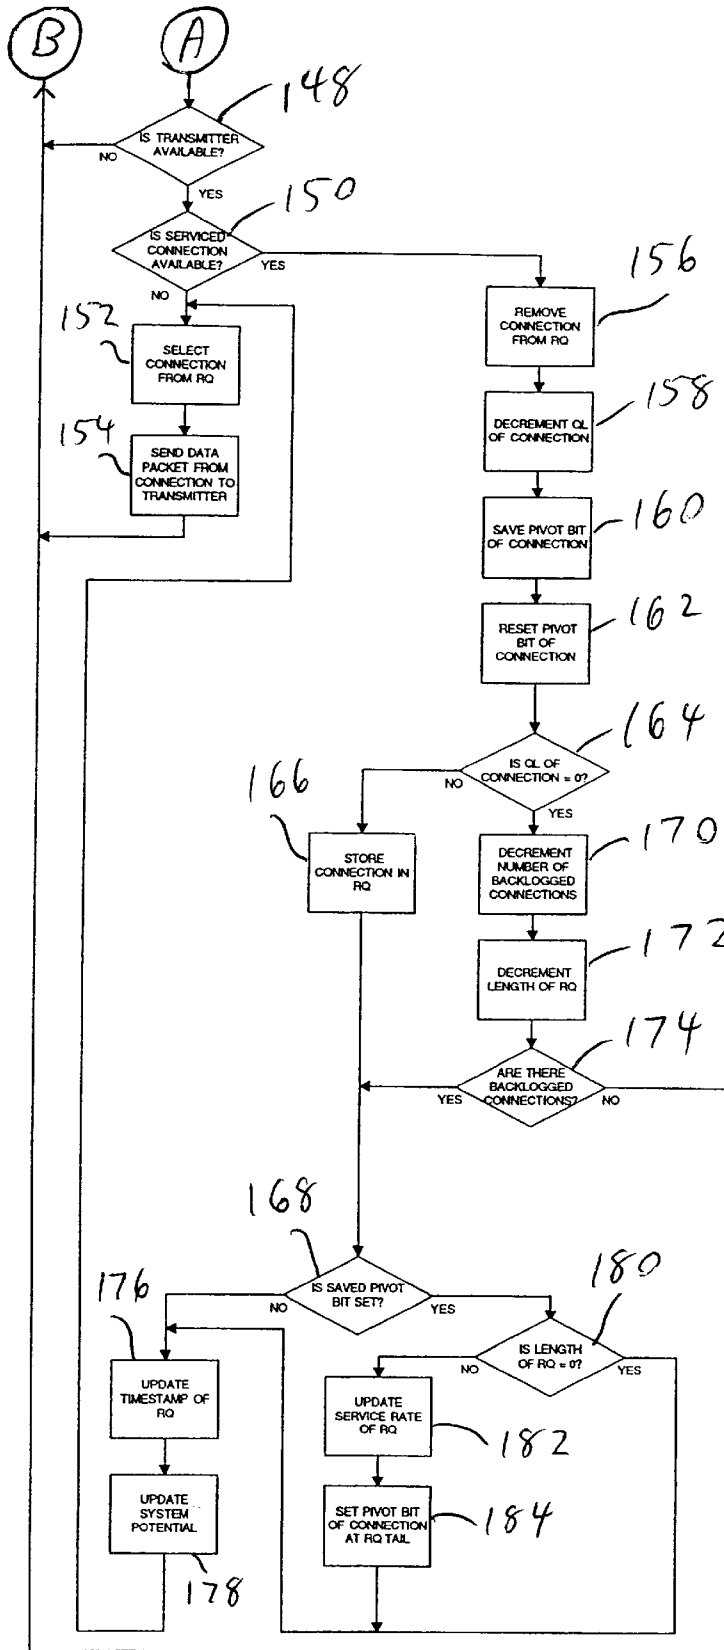 B
A
148
IS TRANSMITTER
AVAILABLE?
NO
YES
150
IS SERVICED
CONNECTION
AVAILABLE?
YES
NO
156
REMOVE
CONNECTION
FROM RQ
152
SELECT
CONNECTION
FROM RQ
158
DECREMENT QL
OF CONNECTION
154
SEND DATA
PACKET FROM
CONNECTION TO
TRANSMITTER
160
SAVE PIVOT BIT
OF CONNECTION
162
RESET PIVOT
BIT OF
CONNECTION
164
IS QL OF
CONNECTION = 0?
NO
YES
166
STORE
CONNECTION IN
RQ
170
DECREMENT
NUMBER OF
BACKLOGGED
CONNECTIONS
172
DECREMENT
LENGTH OF RQ
174
ARE THERE
BACKLOGGED
CONNECTIONS?
YES
NO
168
IS SAVED PIVOT
BIT SET?
NO
YES
180
IS LENGTH
OF RQ = 0?
NO
YES
176
UPDATE
TIMESTAMP OF
RQ
UPDATE
SERVICE RATE
OF RQ
182
UPDATE
SYSTEM
POTENTIAL
178
SET PIVOT BIT
OF CONNECTION
AT RQ TAIL
184